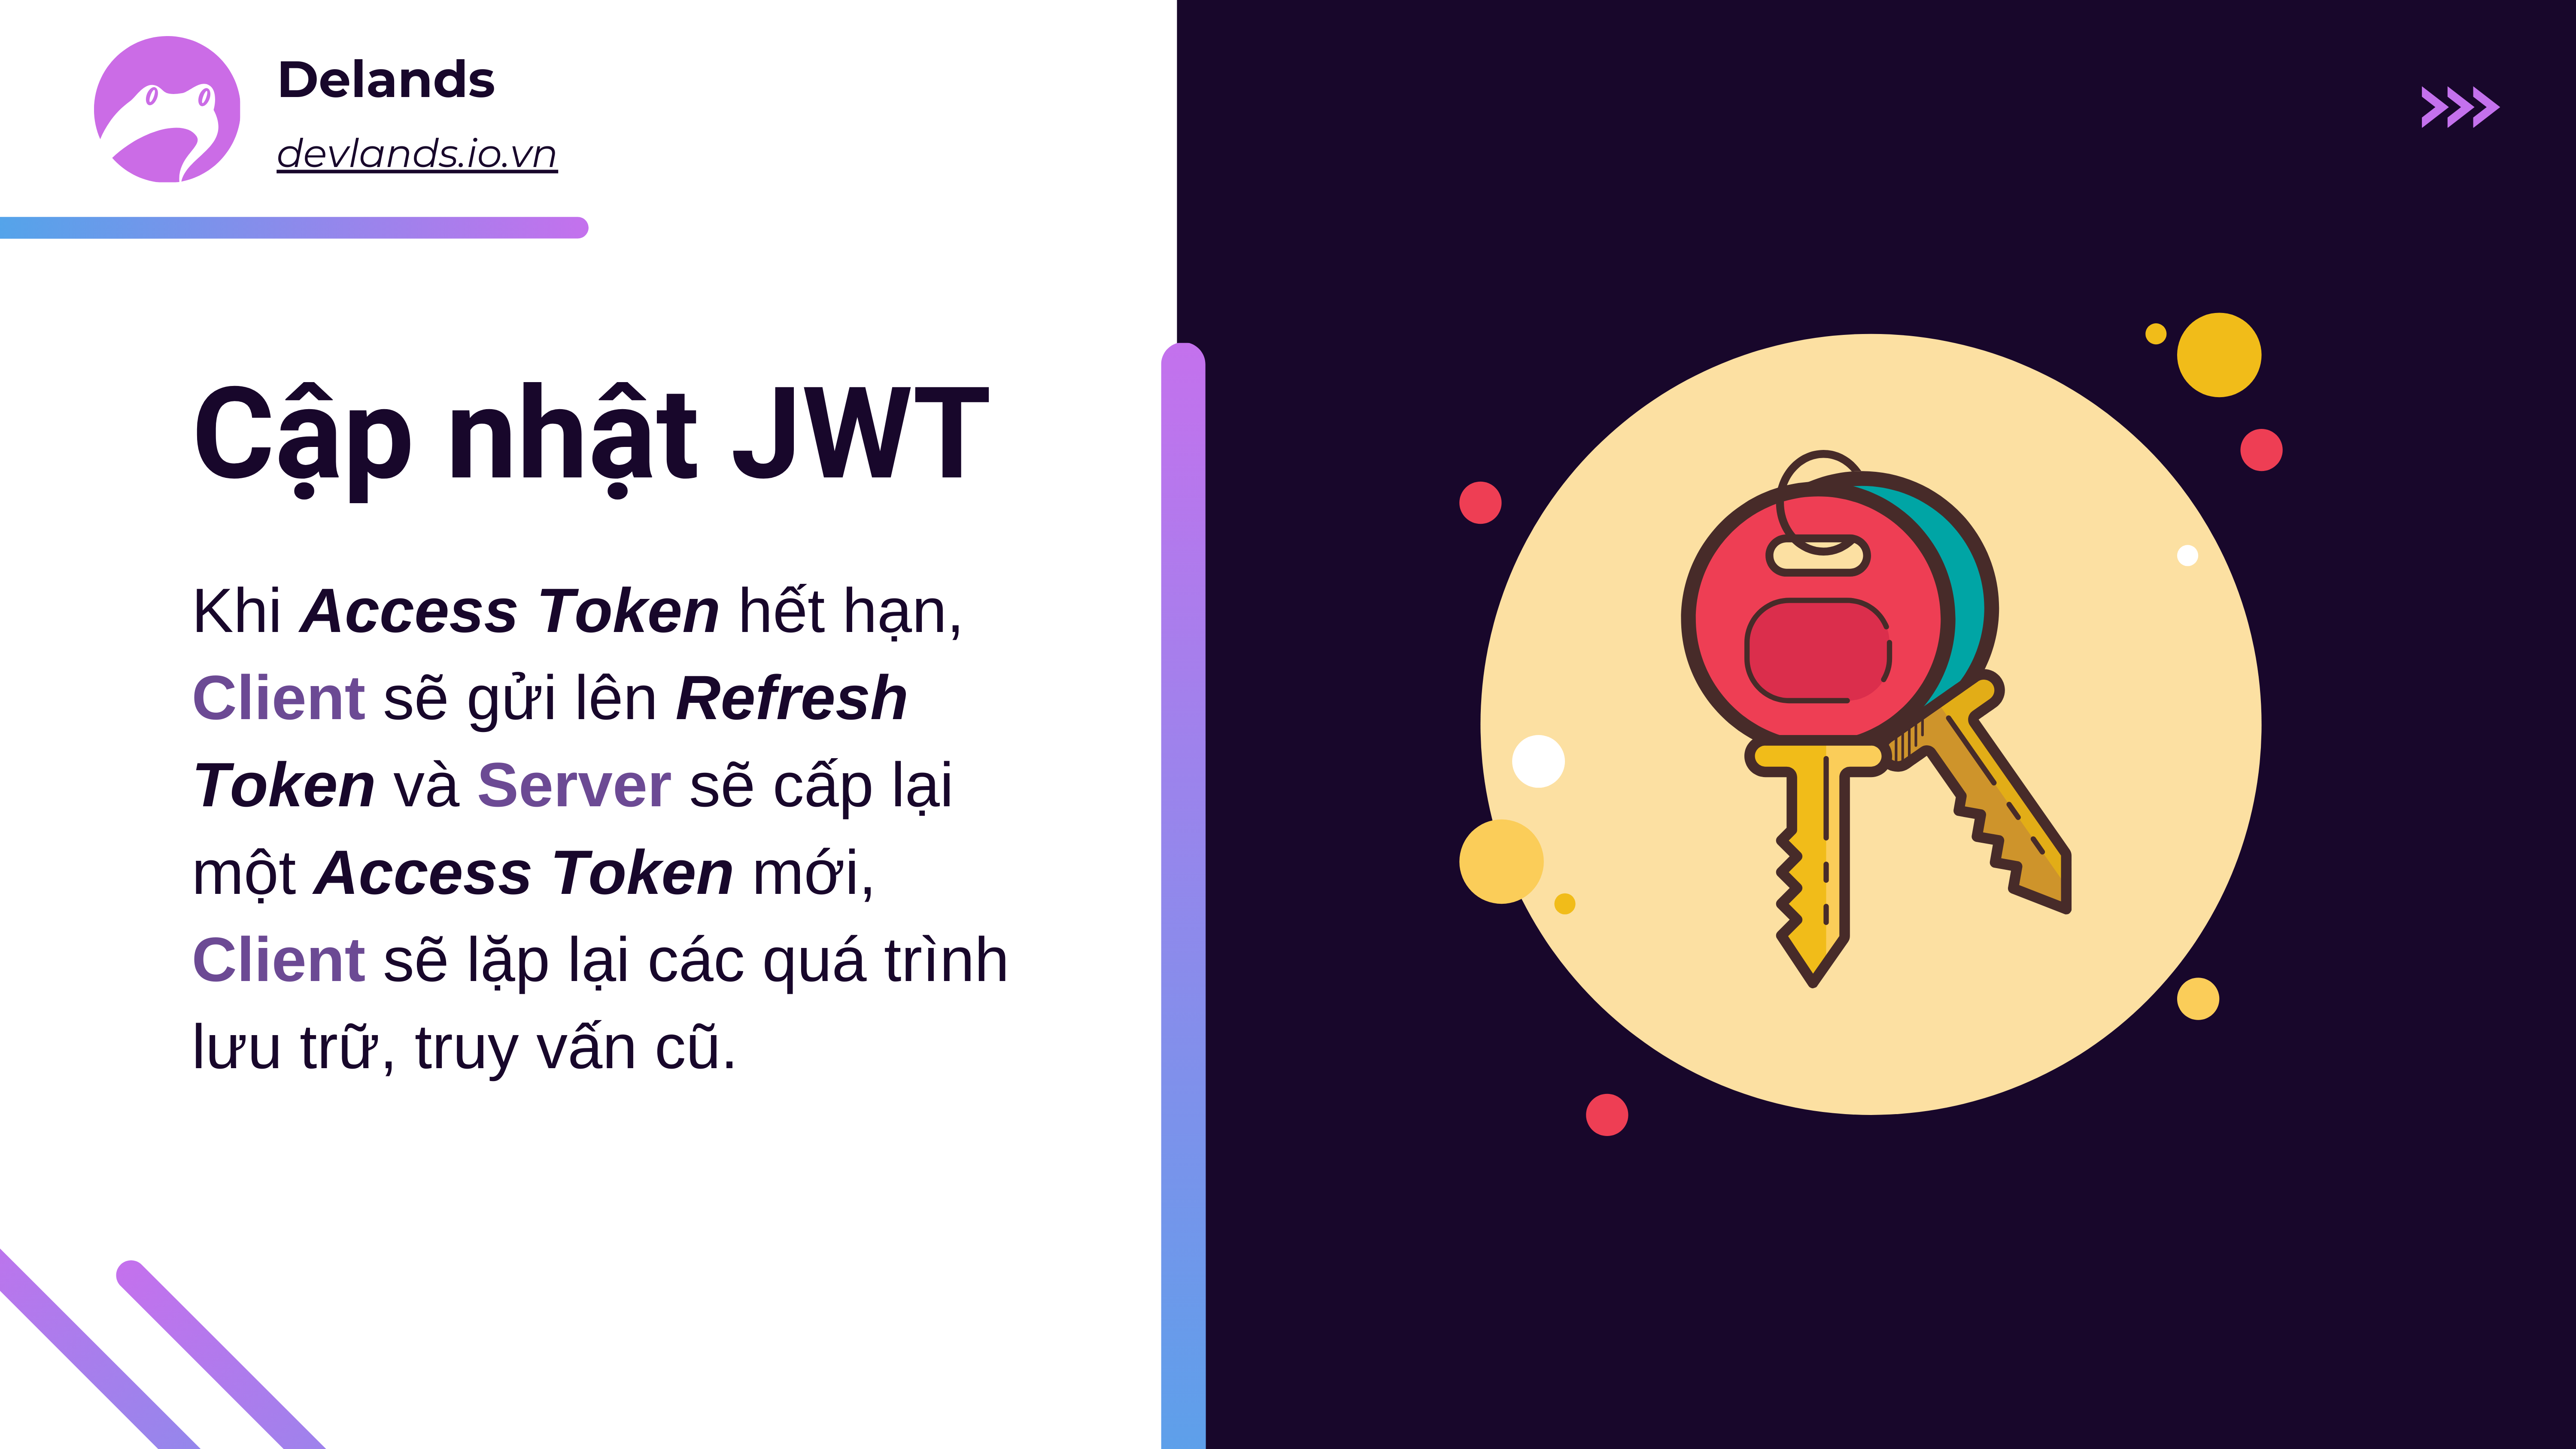 Delands
devlands.io.vn
Cập nhật JWT
Khi Access Token hết hạn,
Client sẽ gửi lên Refresh
Token và Server sẽ cấp lại
một Access Token mới,
Client sẽ lặp lại các quá trình
lưu trữ, truy vấn cũ.